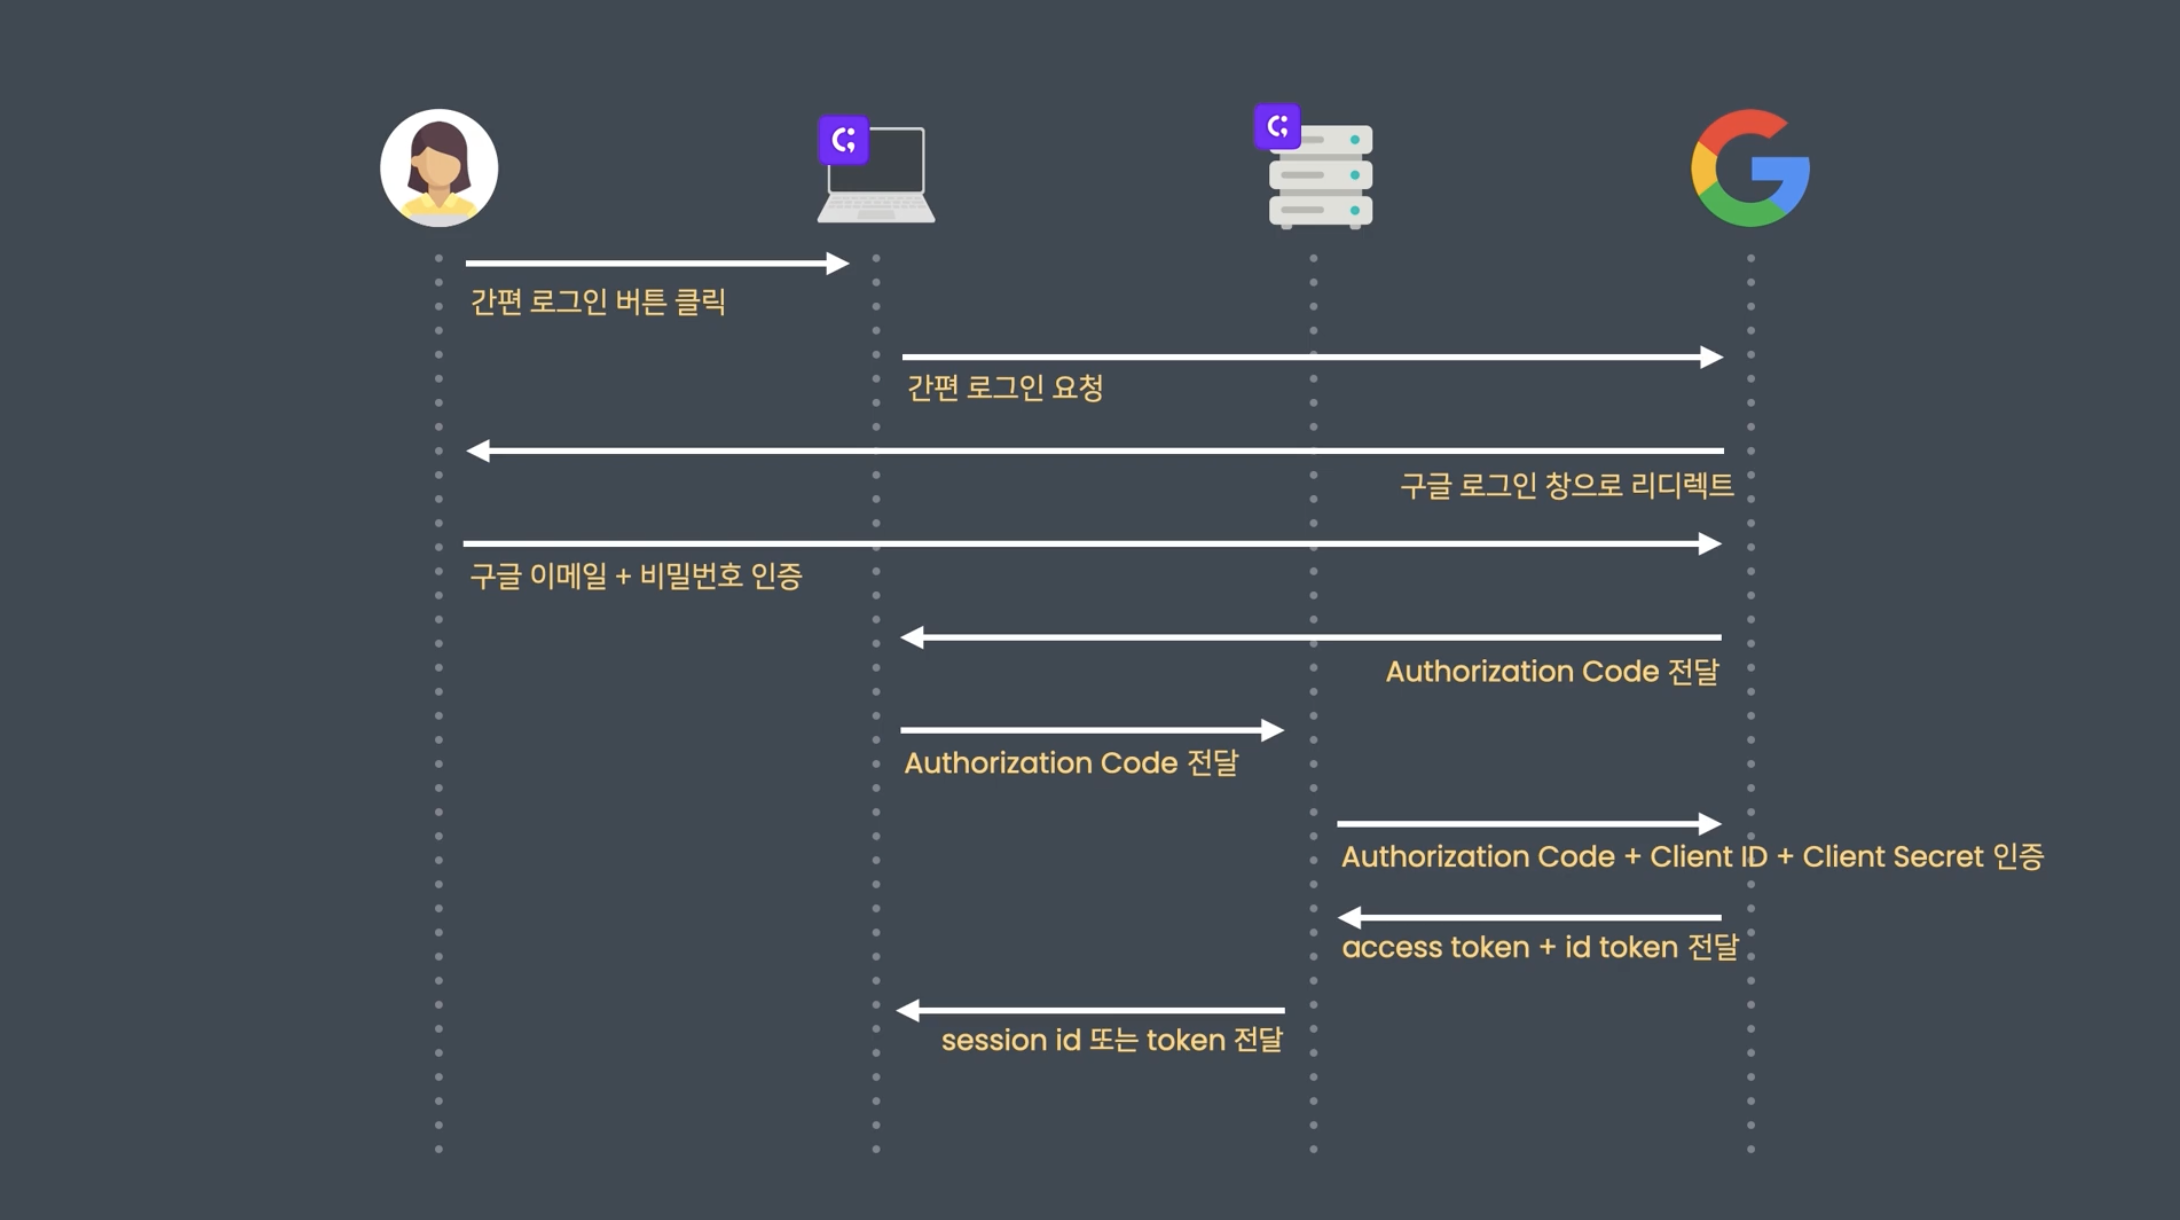 간편 로그인 버튼 클릭
간편 로그인 요청
구글 로그인 창으로 리디렉트
구글 이메일 + 비밀번호 인증
Authorization Code 전달
Authorization Code 전달
Authorization Code + Client ID + Client Secret 인증
access token + id token 전달
session id 또는 token 전달